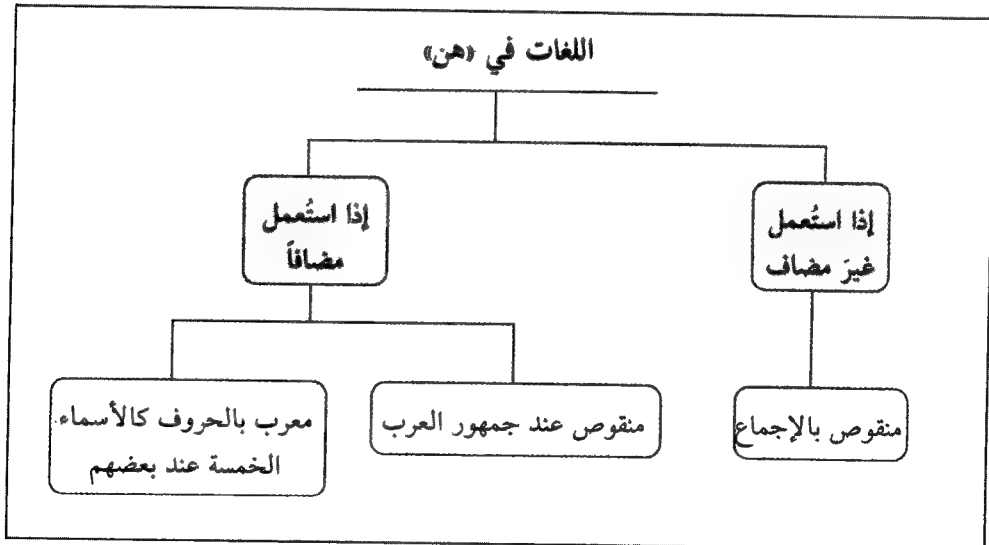 اللغات في «هن»
إذا استُعمل
غيرَ مضاف
إذا استُعمل
مضافاً
منقوص بالإجماع
منقوص عند جمهور العرب
معرب بالحروف كالأسماء
الخمسة عند بعضهم